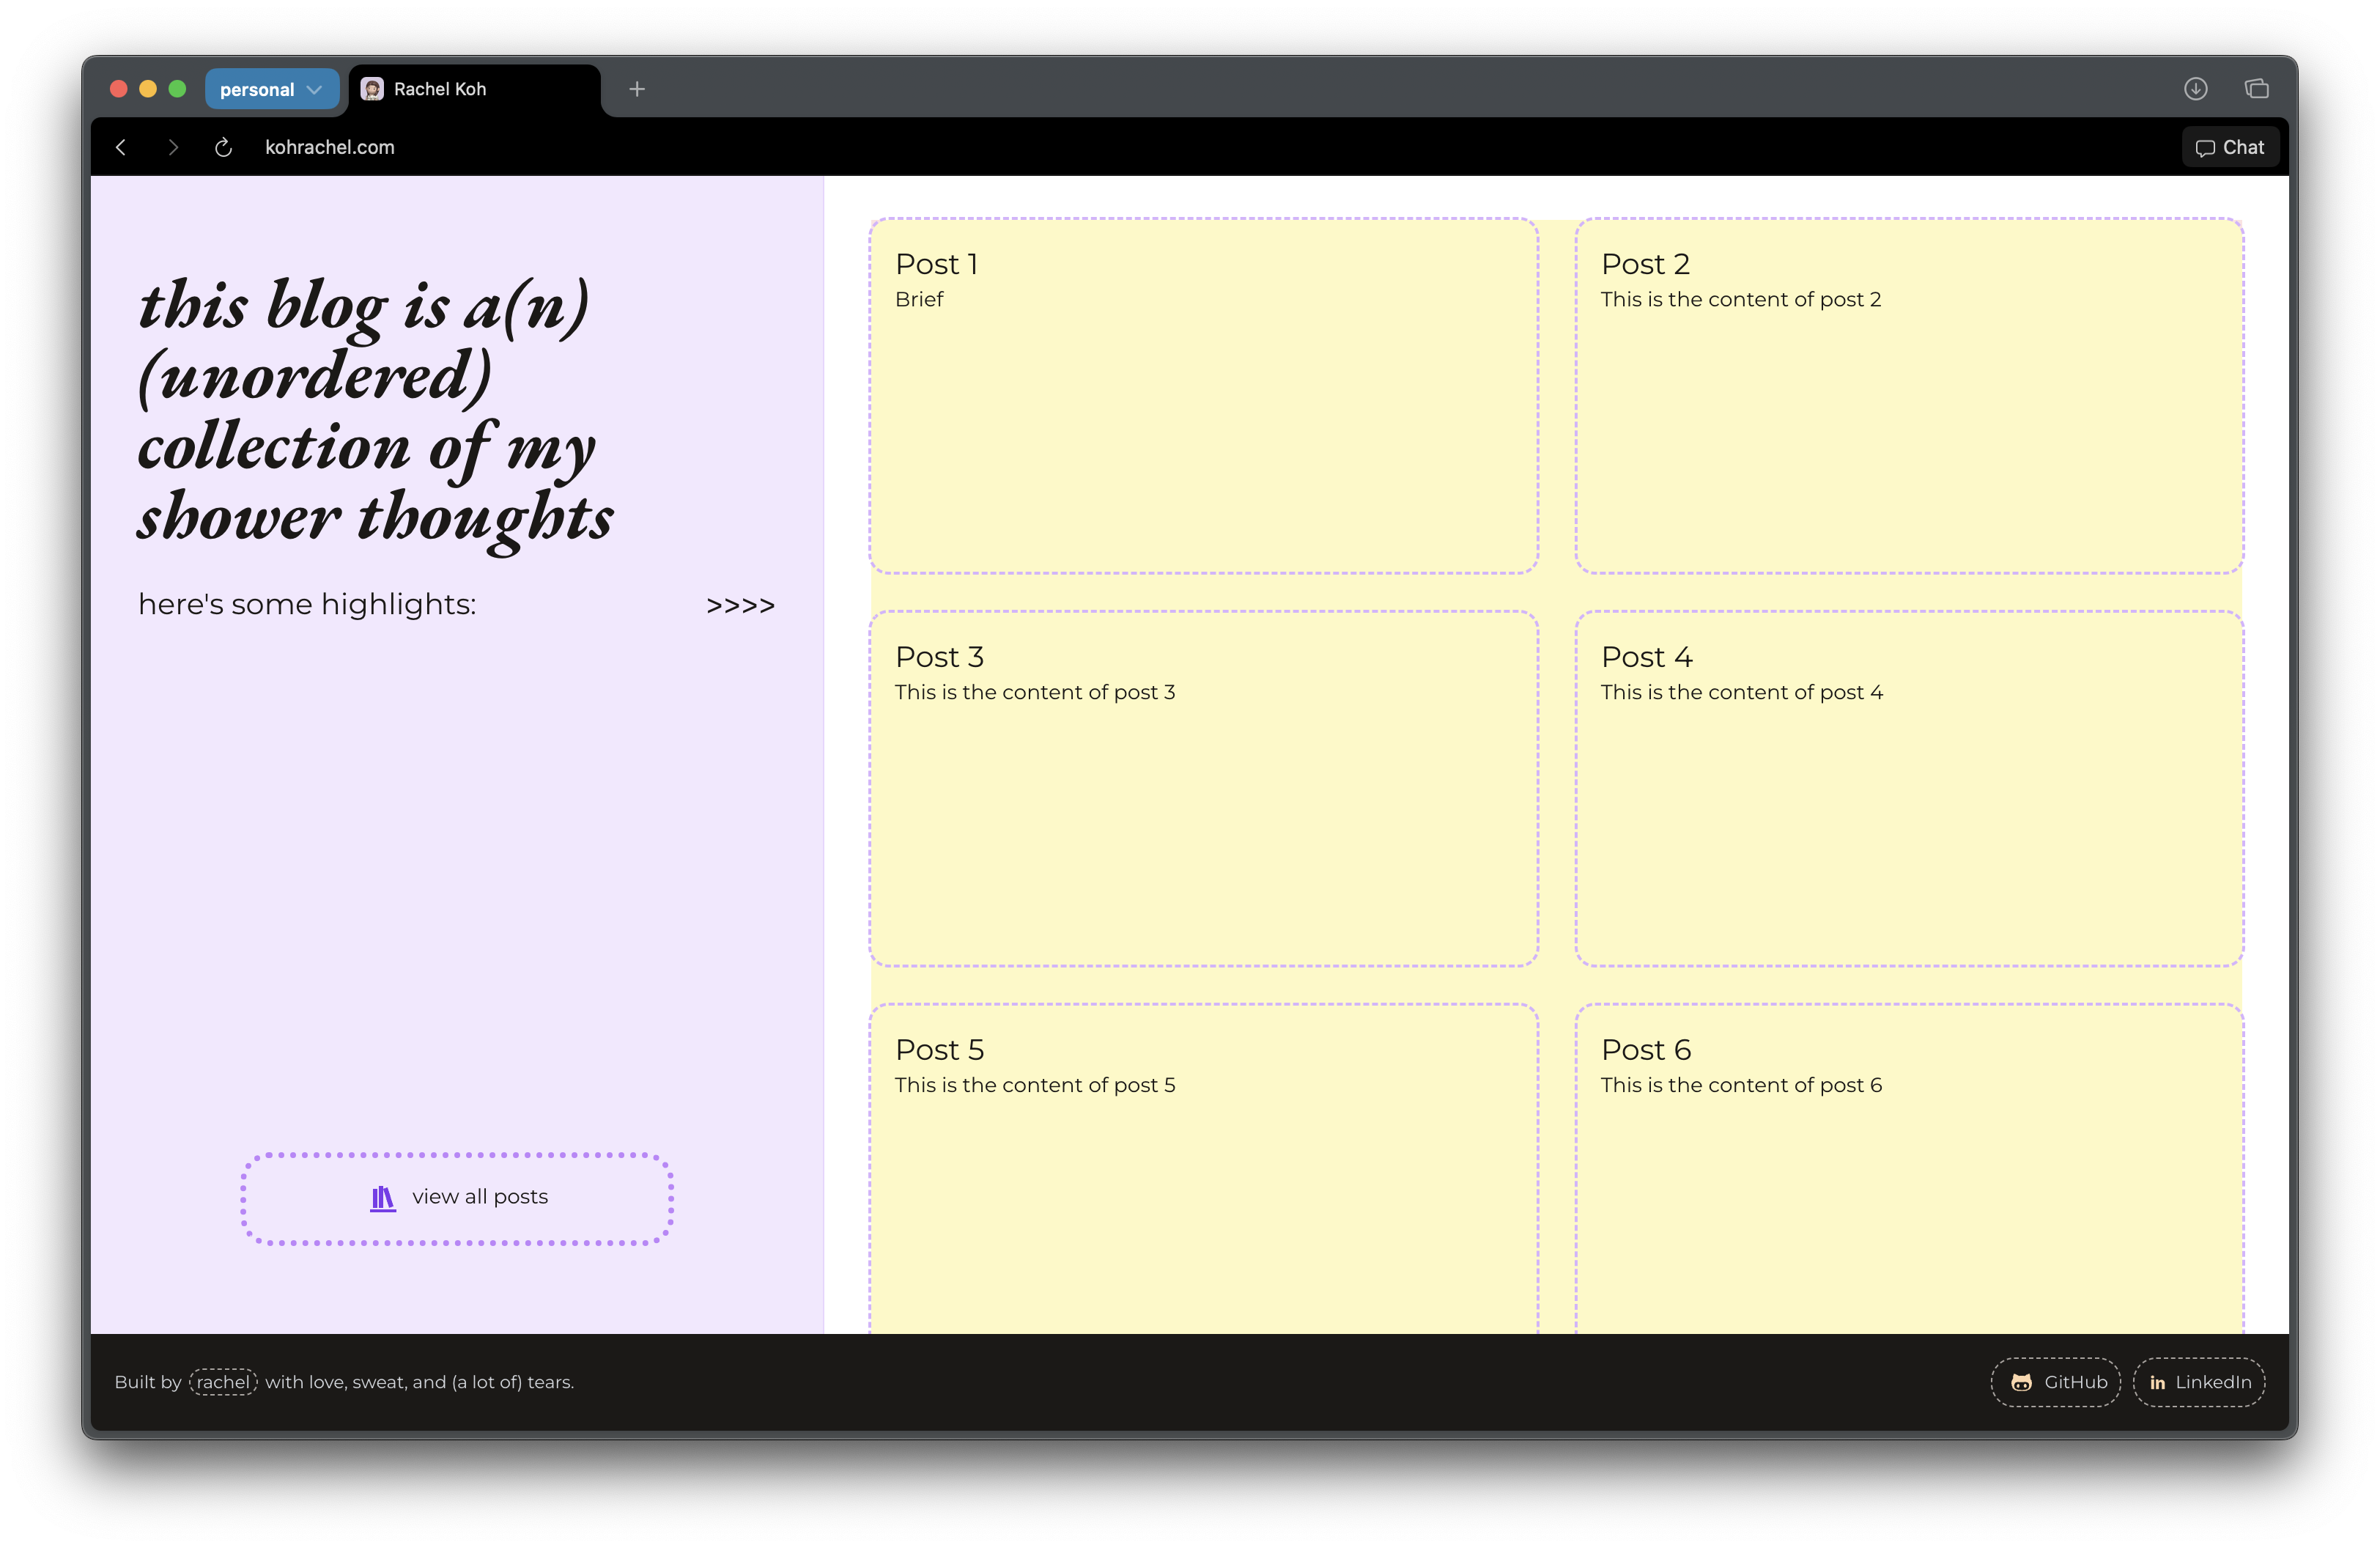 personal
Rachel Koh
kohrachel.com
Chat
this blog is a(n)
(unordered)
collection of my
shower thoughts
here's some highlights:
>>>>
view all posts
Post 1
Brief
Post 2
This is the content of post 2
Post 3
This is the content of post 3
Post 4
This is the content of post 4
Post 5
This is the content of post 5
Post 6
This is the content of post 6
Built by rachel with love, sweat, and (a lot of) tears.
GitHub
in LinkedIn